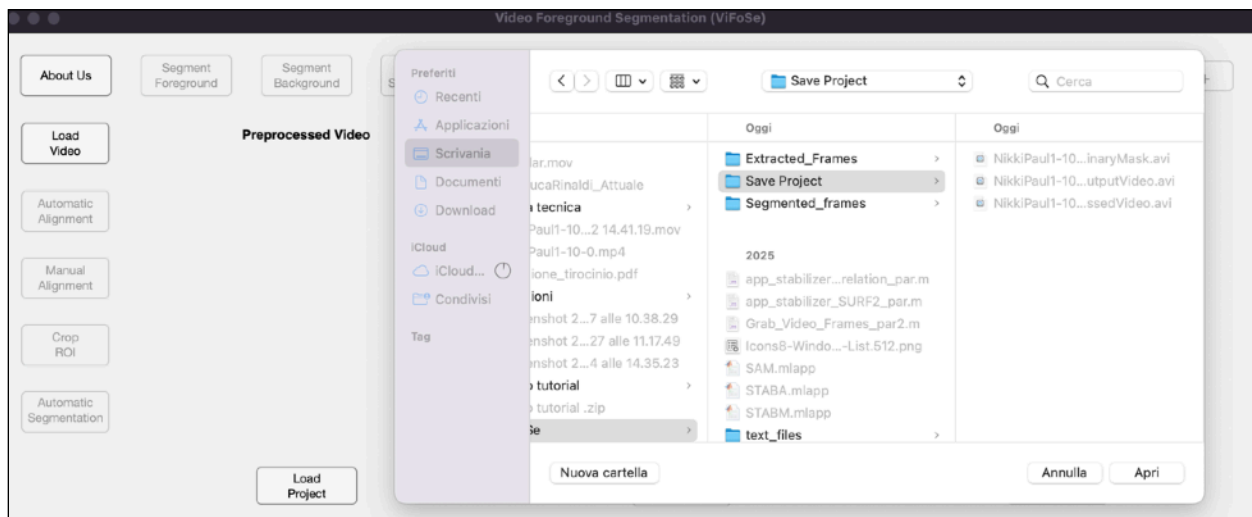 Video Foreground Segmentation (ViFoSe)
About Us
Segment
Foreground
Segment
Background
Load
Video
Automatic
Alignment
Manual
Alignment
Crop
ROI
Automatic
Segmentation
Preprocessed Video
Load
Project
Preferiti
Recenti
Applicazioni
Scrivania
Documenti
Download
iCloud
iCloud...
Condivisi
Tag
Save Project
Cerca
lar.mov
ucaRinaldi_Attuale
tecnica
Paul1-10...2 14.41.19.mov
Paul1-10-0.mp4
ione_tirocinio.pdf
ioni
enshot 2...7 alle 10.38.29
enshot 2...27 alle 11.17.49
enshot 2...4 alle 14.35.23
tutorial
tutorial .zip
Se
Oggi
Extracted_Frames
Save Project
Segmented_frames
2025
app_stabilizer...relation_par.m
app_stabilizer_SURF2_par.m
Grab_Video_Frames_par2.m
Icons8-Windo...-List.512.png
SAM.mlapp
STABA.mlapp
STABM.mlapp
text_files
Oggi
NikkiPaul1-10...inaryMask.avi
NikkiPaul1-10...utputVideo.avi
NikkiPaul1-10...ssedVideo.avi
Nuova cartella
Annulla
Apri